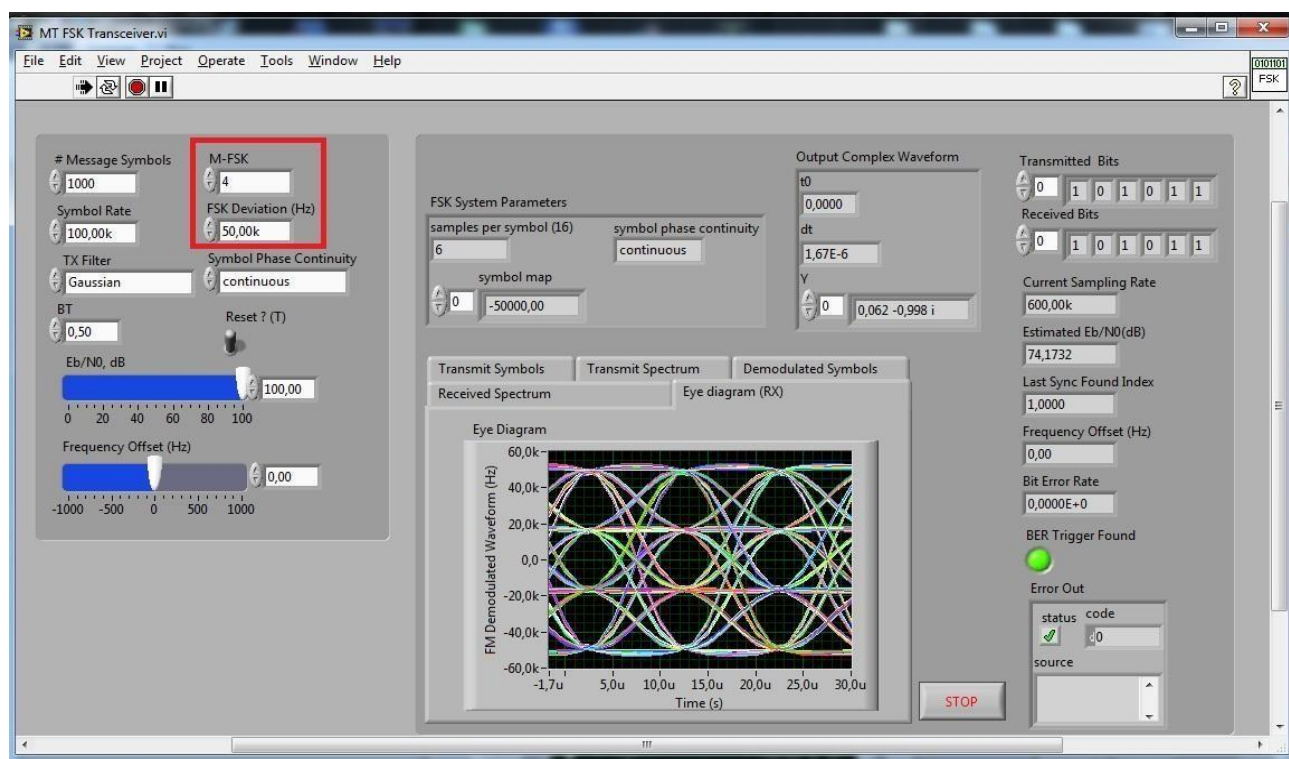 MT FSK Transceiver.vi
File Edit View Project Operate Tools Window Help
0101101
FSK
# Message Symbols
1000
M-FSK
4
Symbol Rate
100,00k
FSK Deviation (Hz)
50,00k
TX Filter
Gaussian
Symbol Phase Continuity
continuous
BT
0,50
Reset ? (T)
Eb/N0, dB
100,00
0 20 40 60 80 100
Frequency Offset (Hz)
0,00
-1000 -500 0 500 1000
FSK System Parameters
samples per symbol (16)
6
symbol phase continuity
continuous
symbol map
0 -50000,00
Output Complex Waveform
t0
0,0000
dt
1,67E-6
Y
0 0,062 -0,998 i
Transmit Symbols Transmit Spectrum Demodulated Symbols
Received Spectrum Eye diagram (RX)
Eye Diagram
FM Demodulated Waveform (Hz)
60,0k
40,0k
20,0k
0,0
-20,0k
-40,0k
-60,0k
-1,7u 5,0u 10,0u 15,0u 20,0u 25,0u 30,0u
Time (s)
STOP
Transmitted Bits
0 1 0 1 0 1 1
Received Bits
0 1 0 1 0 1 1
Current Sampling Rate
600,00k
Estimated Eb/N0(dB)
74,1732
Last Sync Found Index
1,0000
Frequency Offset (Hz)
0,00
Bit Error Rate
0,0000E+0
BER Trigger Found
Error Out
status code
d0
source